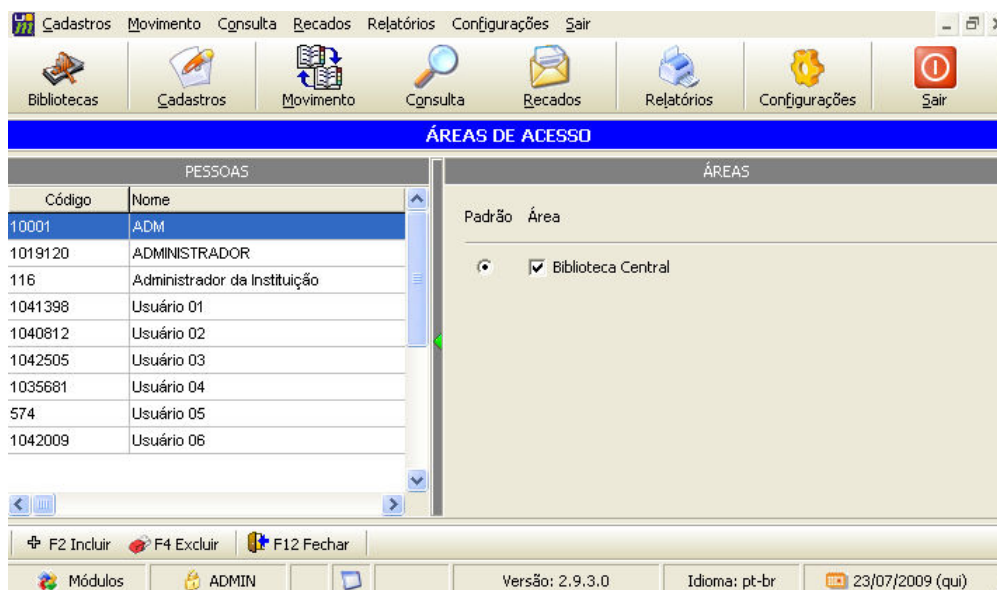 Cadastros Movimento Consulta Recados Relatórios Configurações Sair
Bibliotecas Cadastros Movimento Consulta Recados Relatórios Configurações Sair
ÁREAS DE ACESSO
PESSOAS ÁREAS
Código Nome
Padrão Área
10001 ADM
1019120 ADMINISTRADOR
116 Administrador da Instituição
Biblioteca Central
1041398 Usuário 01
1040812 Usuário 02
1042505 Usuário 03
1035681 Usuário 04
574 Usuário 05
1042009 Usuário 06
F2 Incluir F4 Excluir F12 Fechar
Módulos ADMIN Versão: 2.9.3.0 Idioma: pt-br 23/07/2009 (qui)